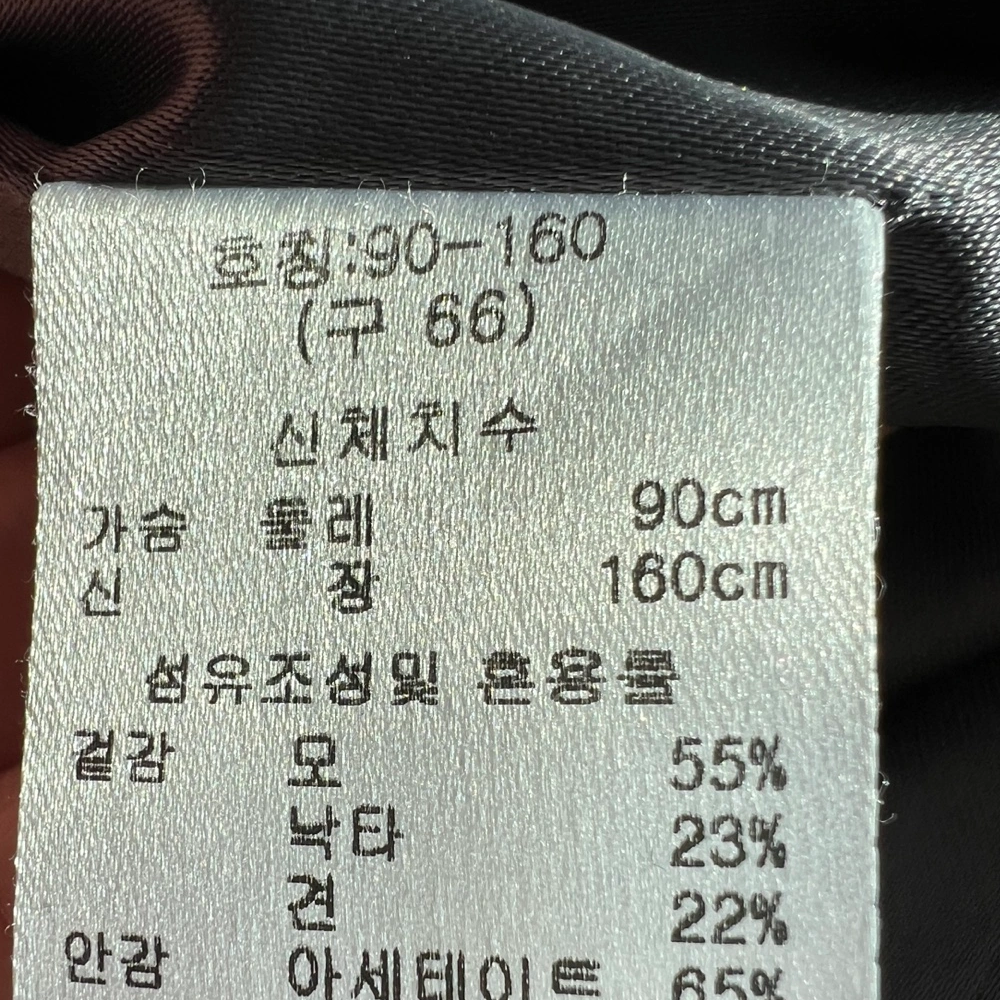 호칭:90-160
(구 66)
신체치수
가슴 둘레 90cm
신 장 160cm
섬유조성및 혼용률
겉감 모 55%
낙타 23%
견 22%
안감 아세테이트 65%